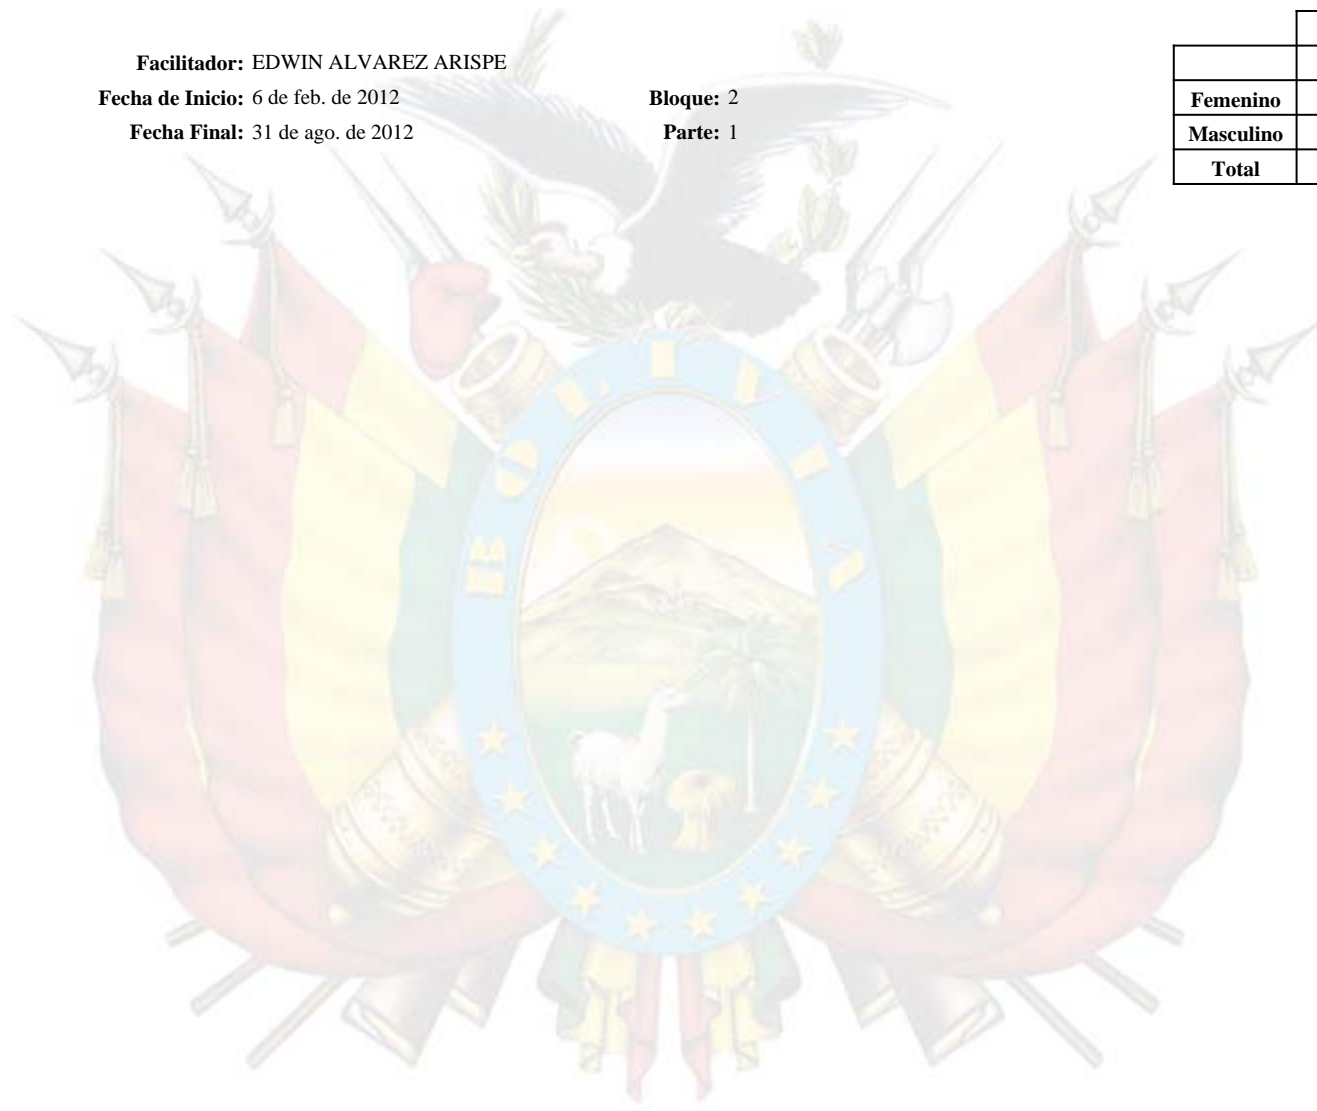 Facilitador: EDWIN ALVAREZ ARISPE
Fecha de Inicio: 6 de feb. de 2012 Bloque: 2
Fecha Final: 31 de ago. de 2012 Parte: 1
Femenino
Masculino
Total
BOLIVIA